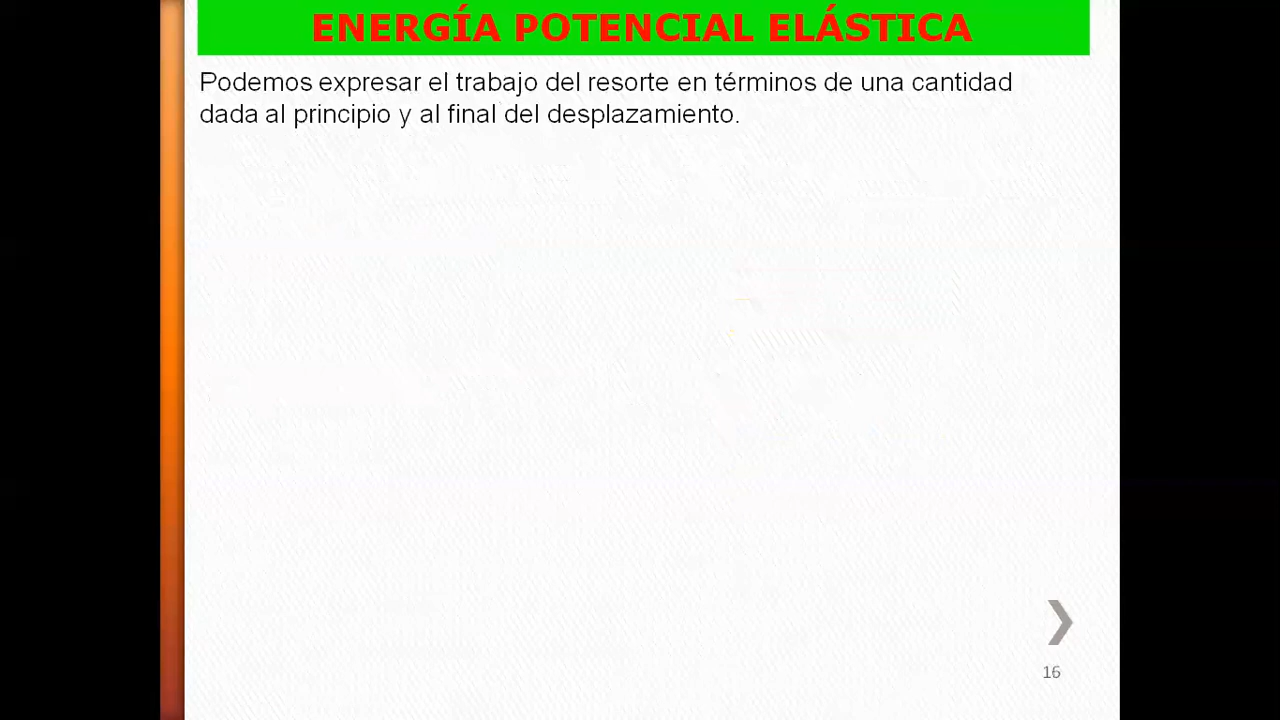 ENERGÍA POTENCIAL ELÁSTICA
Podemos expresar el trabajo del resorte en términos de una cantidad
dada al principio y al final del desplazamiento.
16